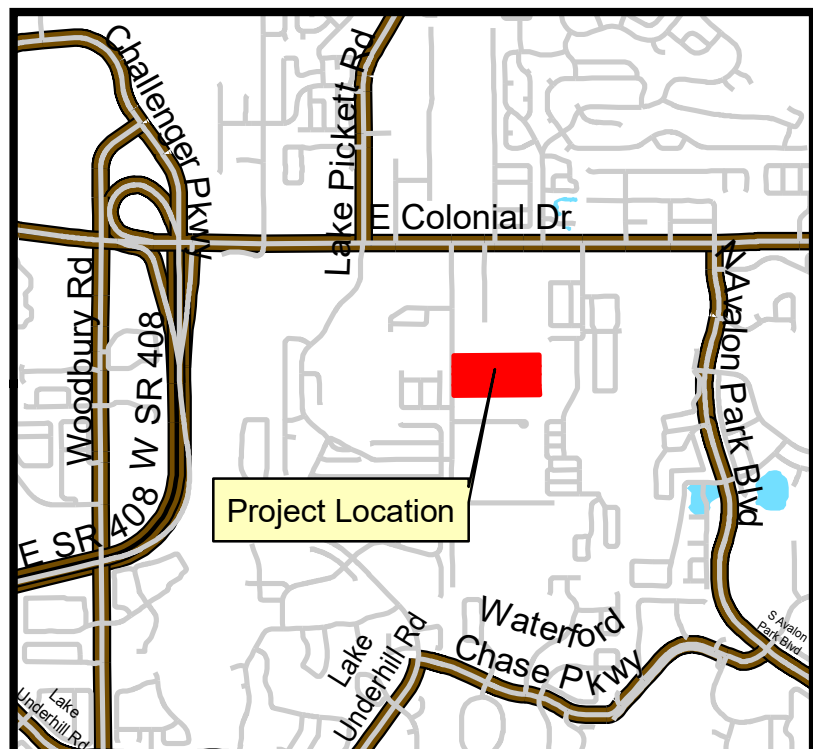 Challenger Pkwy
Lake Pickett Rd
E Colonial Dr
N Avalon Park Blvd
Woodbury Rd
W SR 408
E SR 408
Project Location
Waterford
Chase Pkwy
Lake
Underhill Rd
S Avalon
Park Blvd
Lake
Underhill Rd